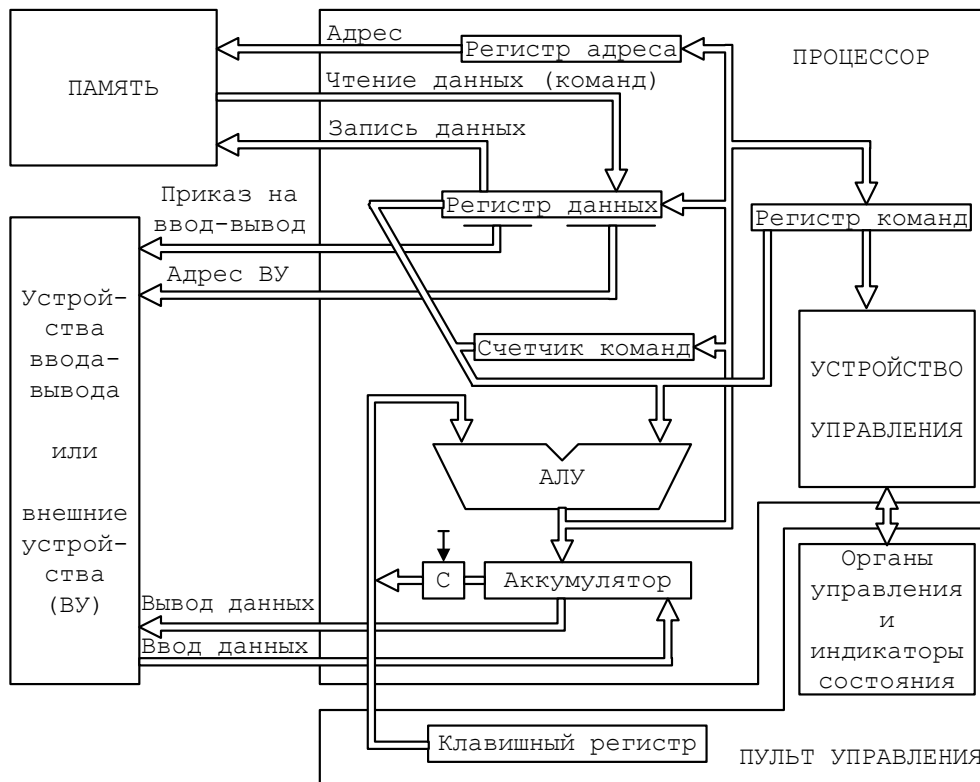 Адрес
Регистр адреса
ПРОЦЕССОР
ПАМЯТЬ
Чтение данных (команд)
Запись данных
Приказ на
ввод-вывод
Регистр данных
Регистр команд
Адрес ВУ
Устрой-
ства
ввода-
вывода
или
внешние
устрой-
ства
(ВУ)
Счетчик команд
УСТРОЙСТВО
УПРАВЛЕНИЯ
АЛУ
С
Аккумулятор
Органы
управления
и
индикаторы
состояния
Вывод данных
Ввод данных
Клавишный регистр
ПУЛЬТ УПРАВЛЕНИЯ